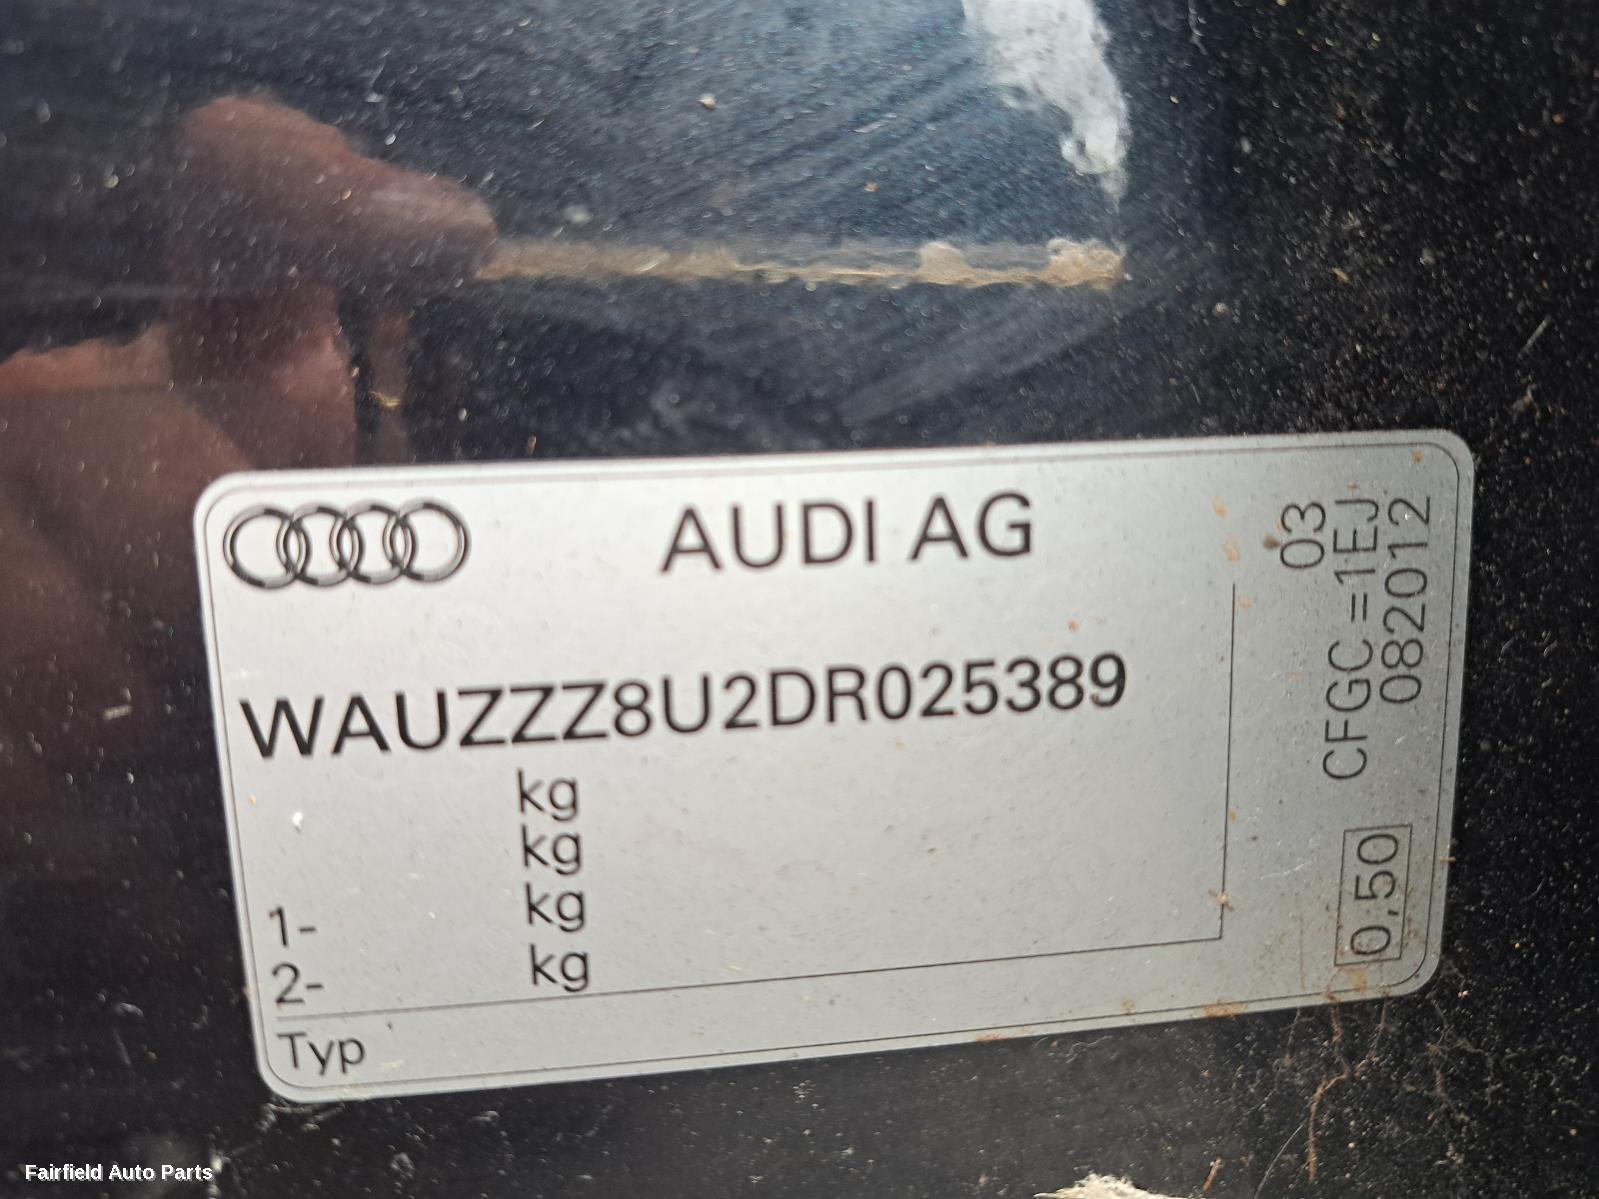 AUDI AG
WAUZZZ8U2DR025389
kg
kg
1- kg
2- kg
Typ
03
CFGC=1EJ
082012
0,50
Fairfield Auto Parts